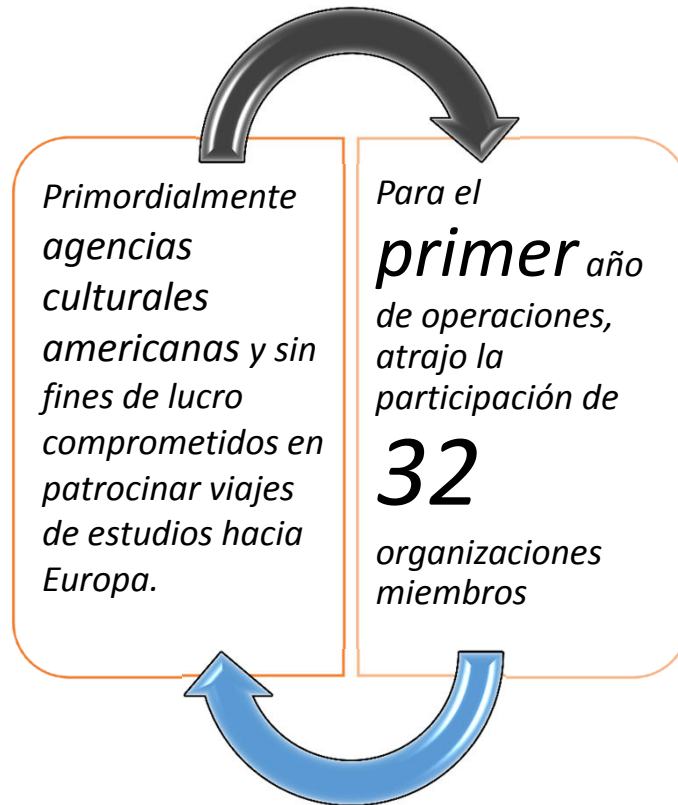 Primordialmente
agencias
culturales
americanas y sin
fines de lucro
comprometidos en
patrocinar viajes
de estudios hacia
Europa.
Para el
primer año
de operaciones,
atrajo la
participación de
32
organizaciones
miembros